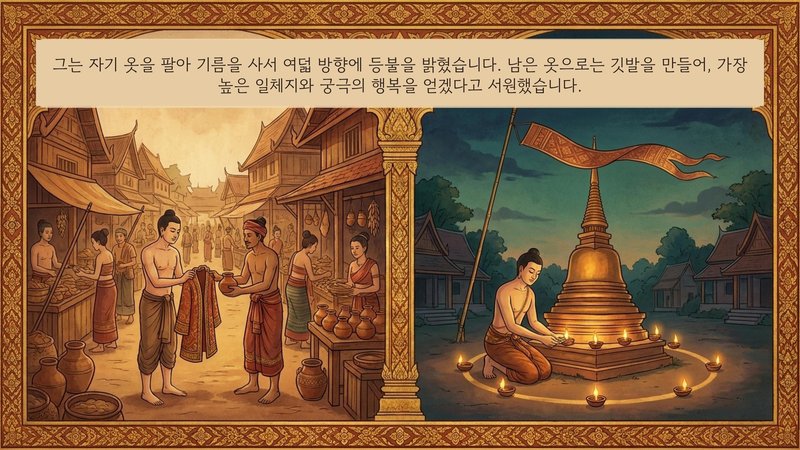 그는 자기 옷을 팔아 기름을 사서 여덟 방향에 등불을 밝혔습니다. 남은 옷으로는 깃발을 만들어, 가장
높은 일체지와 궁극의 행복을 얻겠다고 서원했습니다.